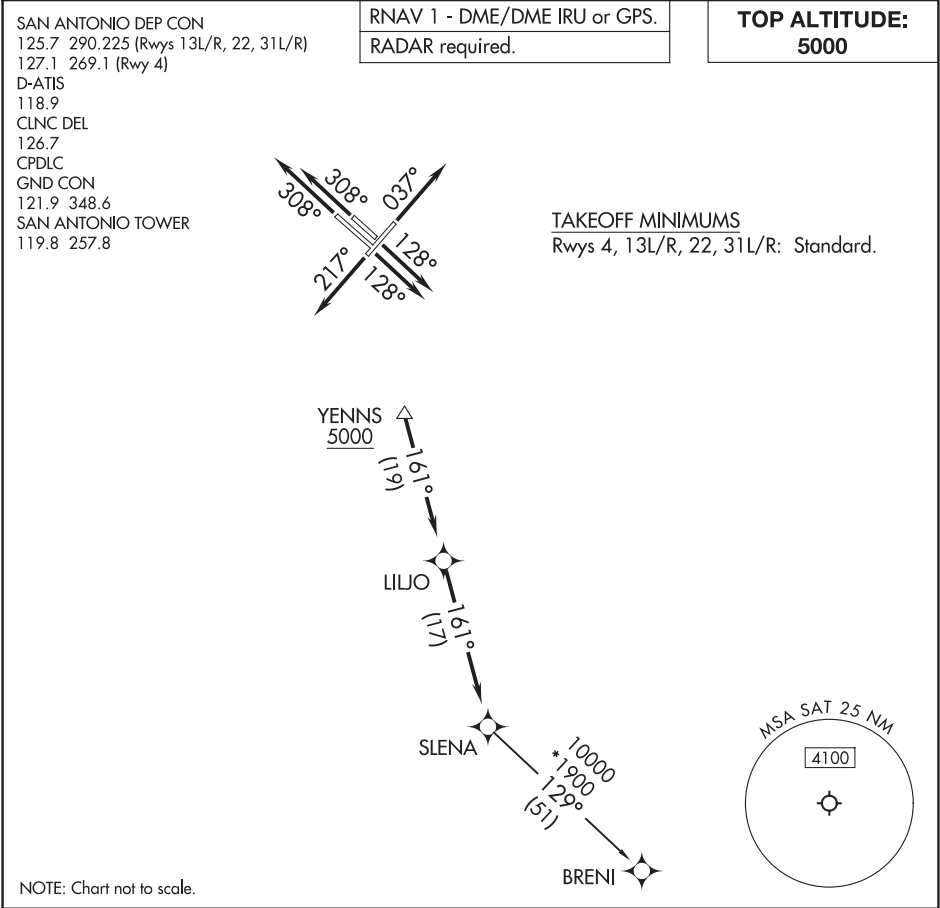 SAN ANTONIO DEP CON
125.7 290.225 (Rwys 13L/R, 22, 31L/R)
127.1 269.1 (Rwy 4)
D-ATIS
118.9
CLNC DEL
126.7
CPDLC
GND CON
121.9 348.6
SAN ANTONIO TOWER
119.8 257.8
RNAV 1 - DME/DME IRU or GPS.
RADAR required.
TOP ALTITUDE:
5000
308°
308°
037°
217°
128°
128°
TAKEOFF MINIMUMS
Rwys 4, 13L/R, 22, 31L/R: Standard.
YENNS
5000
161°
(19)
LILJO
161°
(17)
SLENA
10000
*1900
129°
(51)
BRENI
MSA SAT 25 NM
4100
NOTE: Chart not to scale.